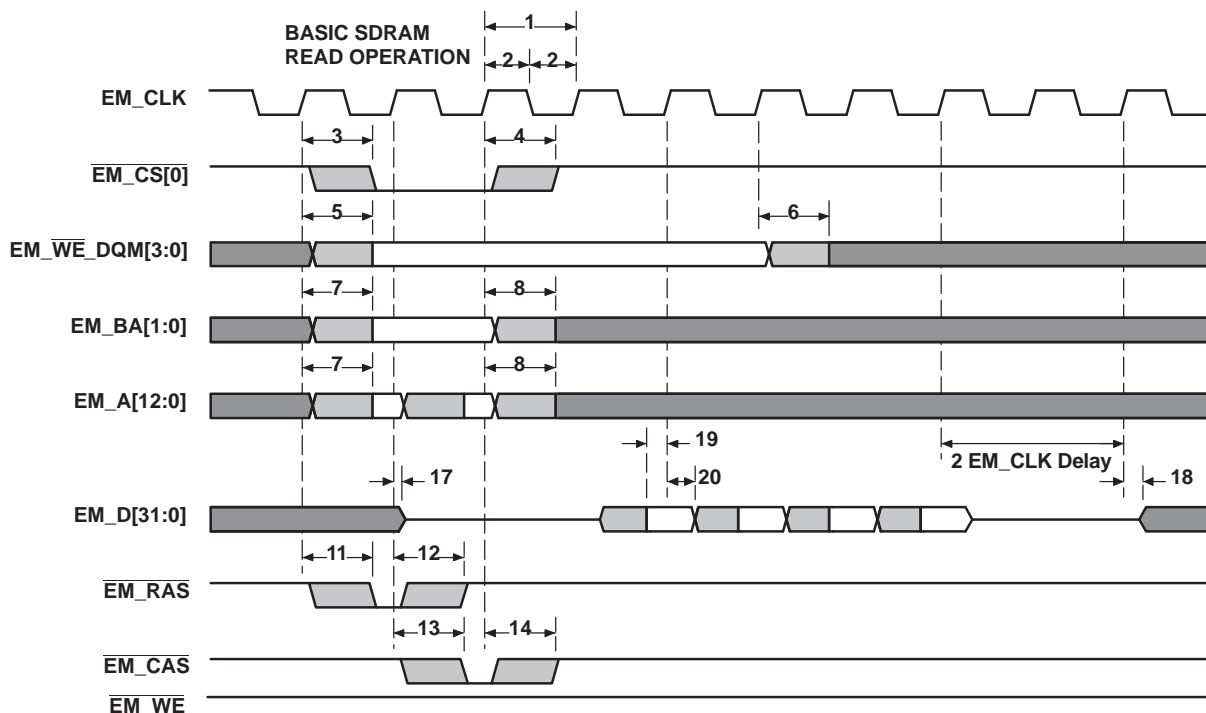 BASIC SDRAM
READ OPERATION
1
2 2
EM_CLK
3 4
EM_CS[0]
5 6
EM_WE_DQM[3:0]
7 8
EM_BA[1:0]
7 8
EM_A[12:0]
19
2 EM_CLK Delay
17 20 18
EM_D[31:0]
11 12
EM_RAS
13 14
EM_CAS
EM_WE